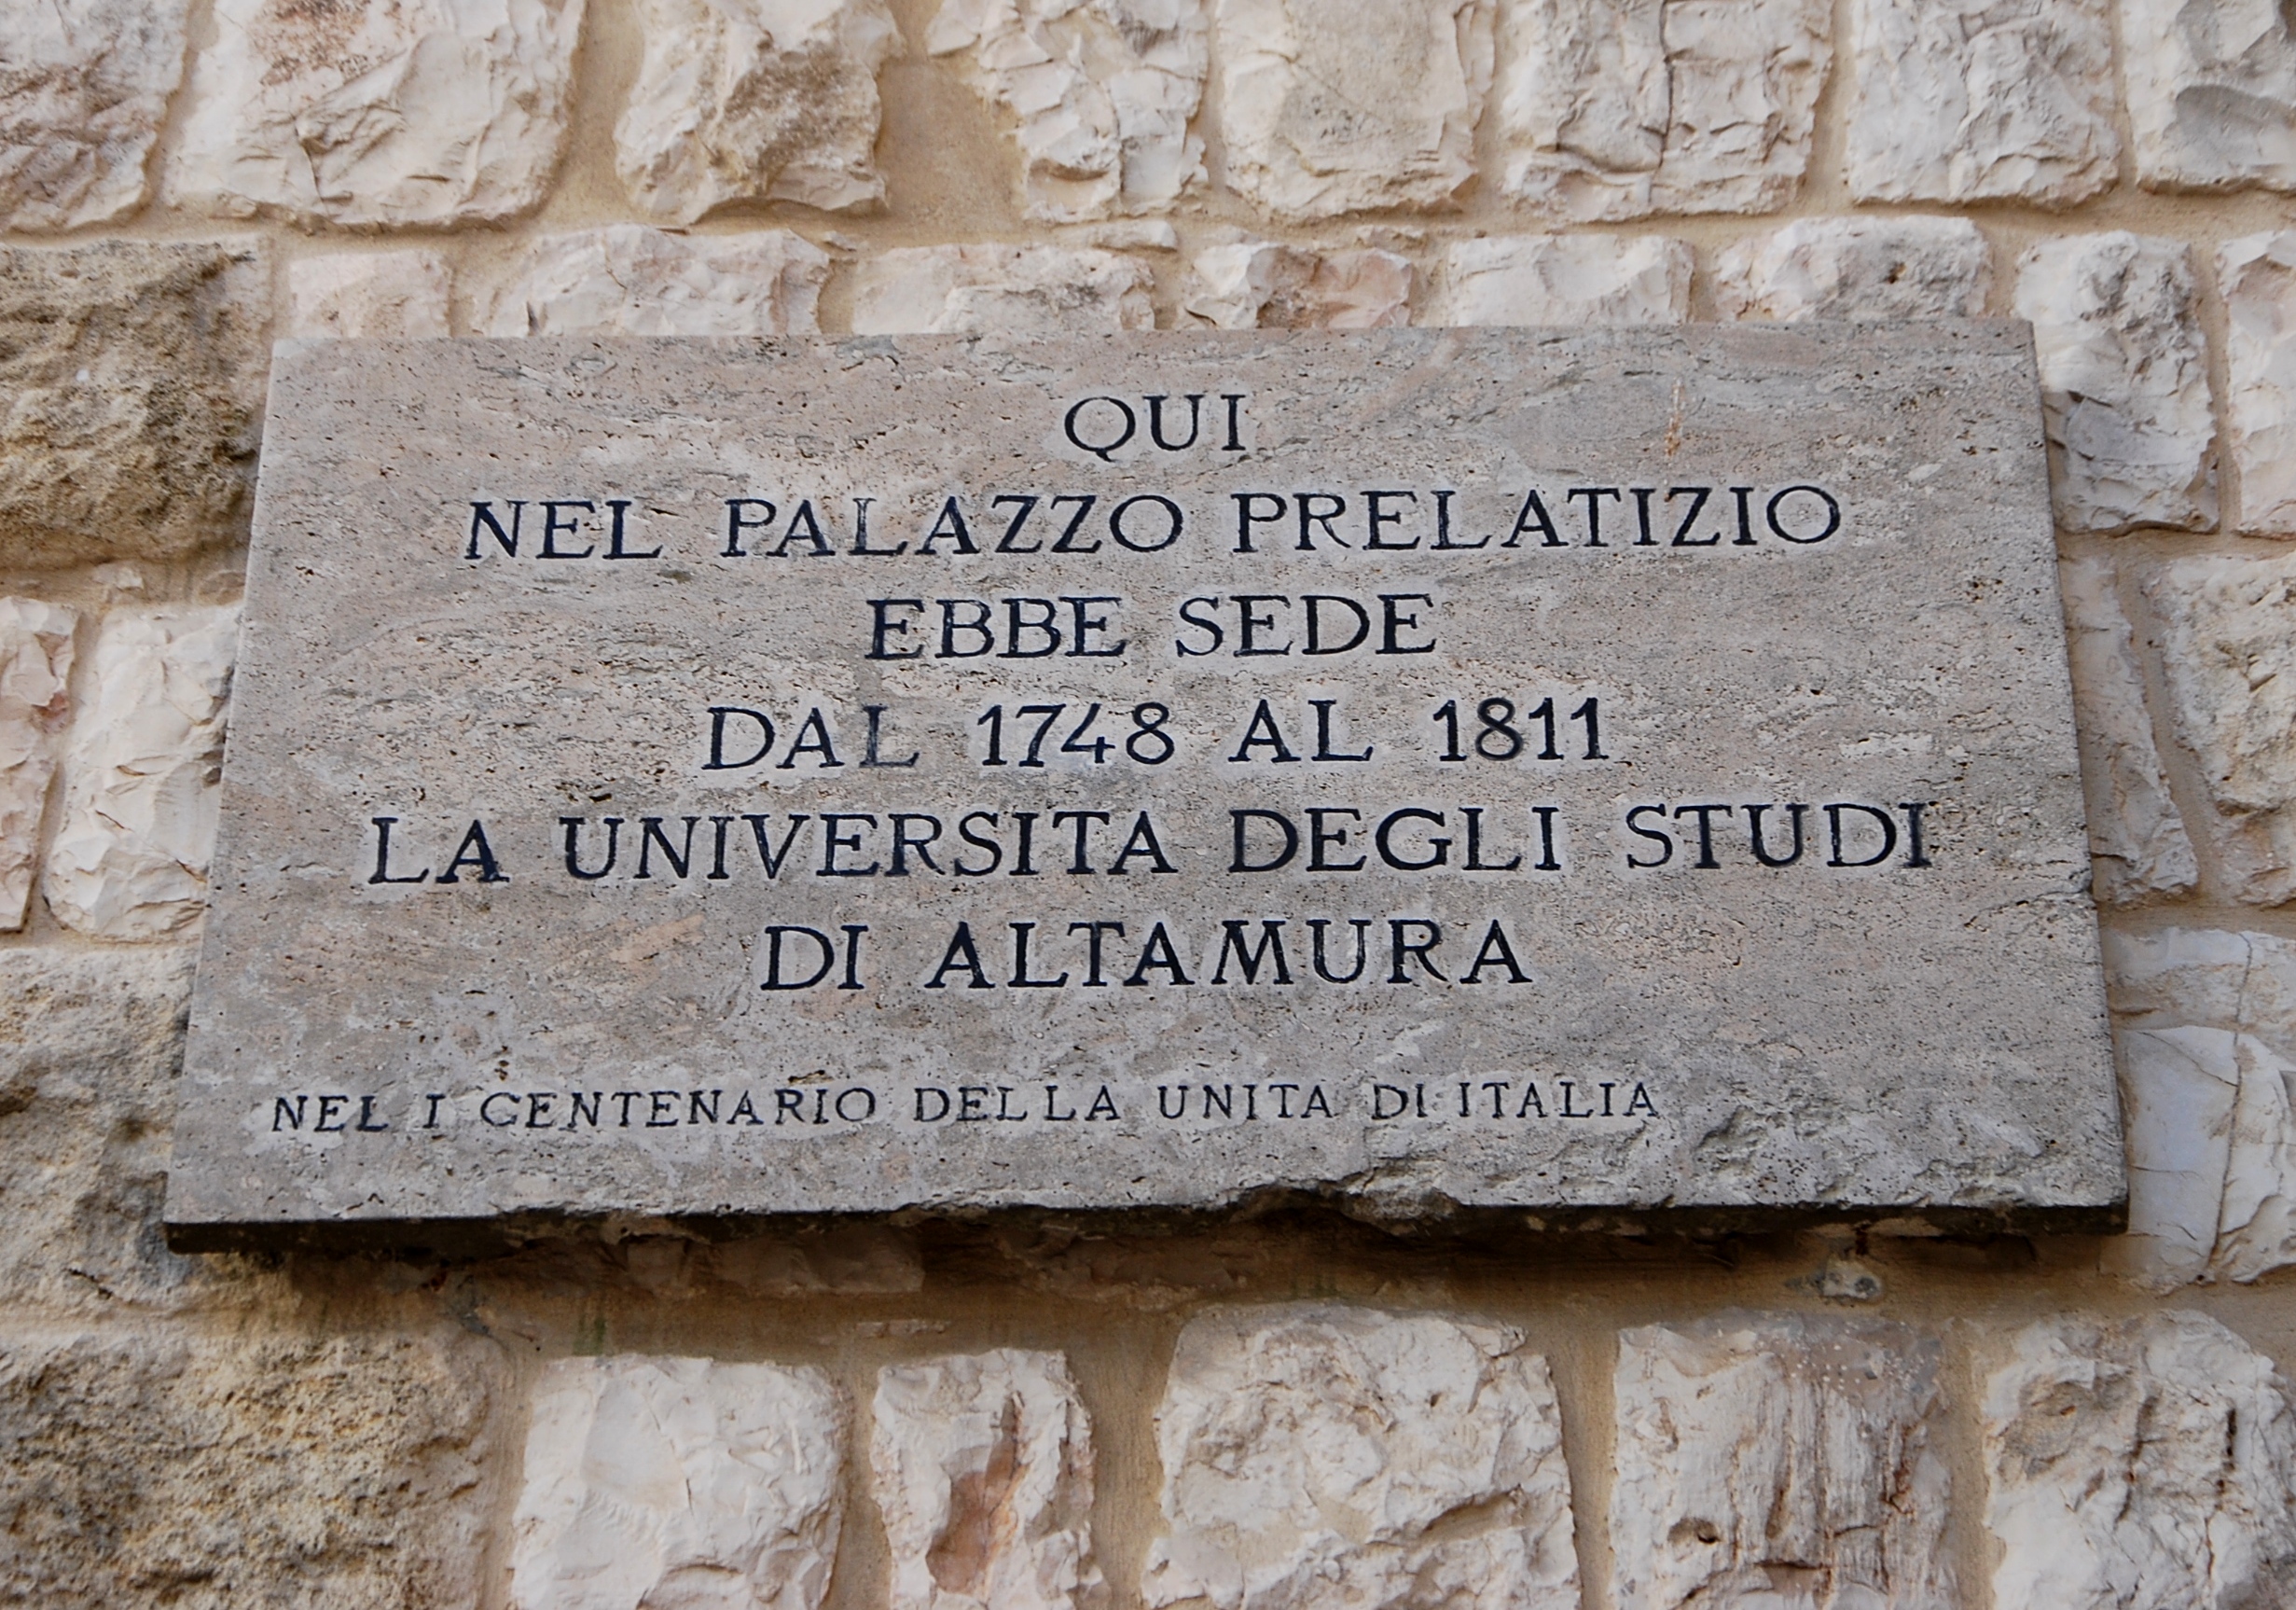 QUI
NEL PALAZZO PRELATIZIO
EBBE SEDE
DAL 1748 AL 1811
LA UNIVERSITA DEGLI STUDI
DI ALTAMURA
NEL I CENTENARIO DELLA UNITA DI ITALIA